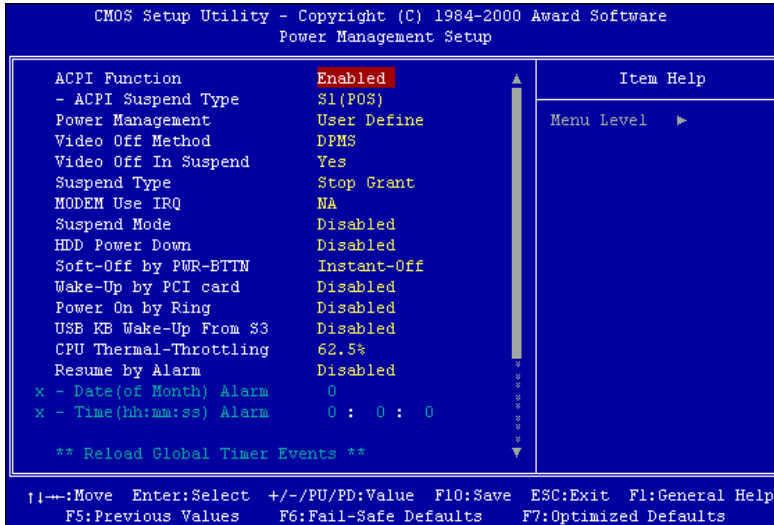 CMOS Setup Utility - Copyright (C) 1984-2000 Award Software
Power Management Setup
ACPI Function Enabled
- ACPI Suspend Type S1(POS)
Power Management User Define
Video Off Method DPMS
Video Off In Suspend Yes
Suspend Type Stop Grant
MODEM Use IRQ NA
Suspend Mode Disabled
HDD Power Down Disabled
Soft-Off by PWR-BTTN Instant-Off
Wake-Up by PCI card Disabled
Power On by Ring Disabled
USB KB Wake-Up From S3 Disabled
CPU Thermal-Throttling 62.5%
Resume by Alarm Disabled
x - Date(of Month) Alarm 0
x - Time(hh:mm:ss) Alarm 0 : 0 : 0
** Reload Global Timer Events **
Item Help
Menu Level ►
↑↓→←:Move Enter:Select +/-/PU/PD:Value F10:Save ESC:Exit F1:General Help
F5:Previous Values F6:Fail-Safe Defaults F7:Optimized Defaults